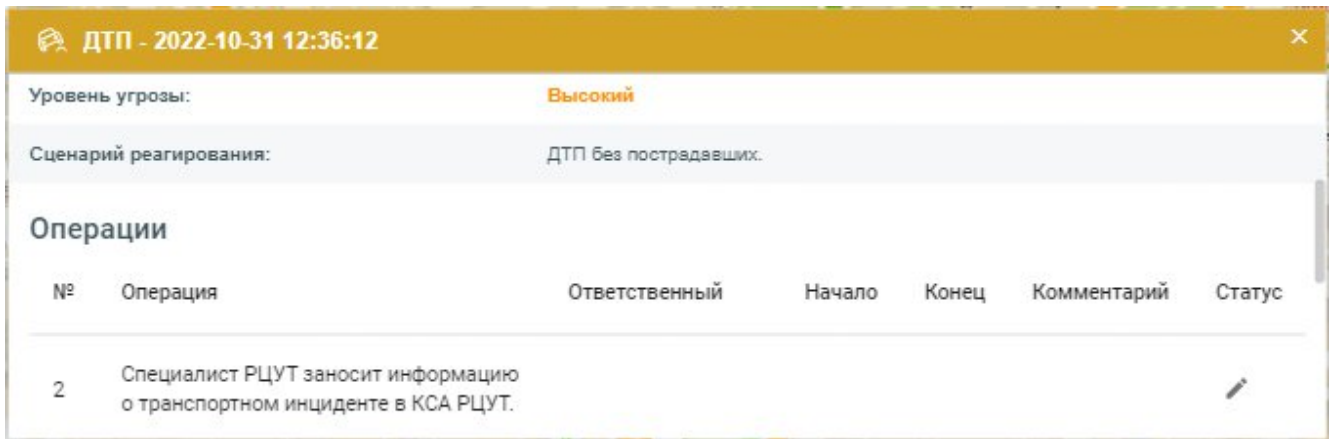 ДТП - 2022-10-31 12:36:12
Уровень угрозы: Высокий
Сценарий реагирования: ДТП без пострадавших.
Операции
№ Операция Ответственный Начало Конец Комментарий Статус
2 Специалист РЦУТ заносит информацию
о транспортном инциденте в КСА РЦУТ.